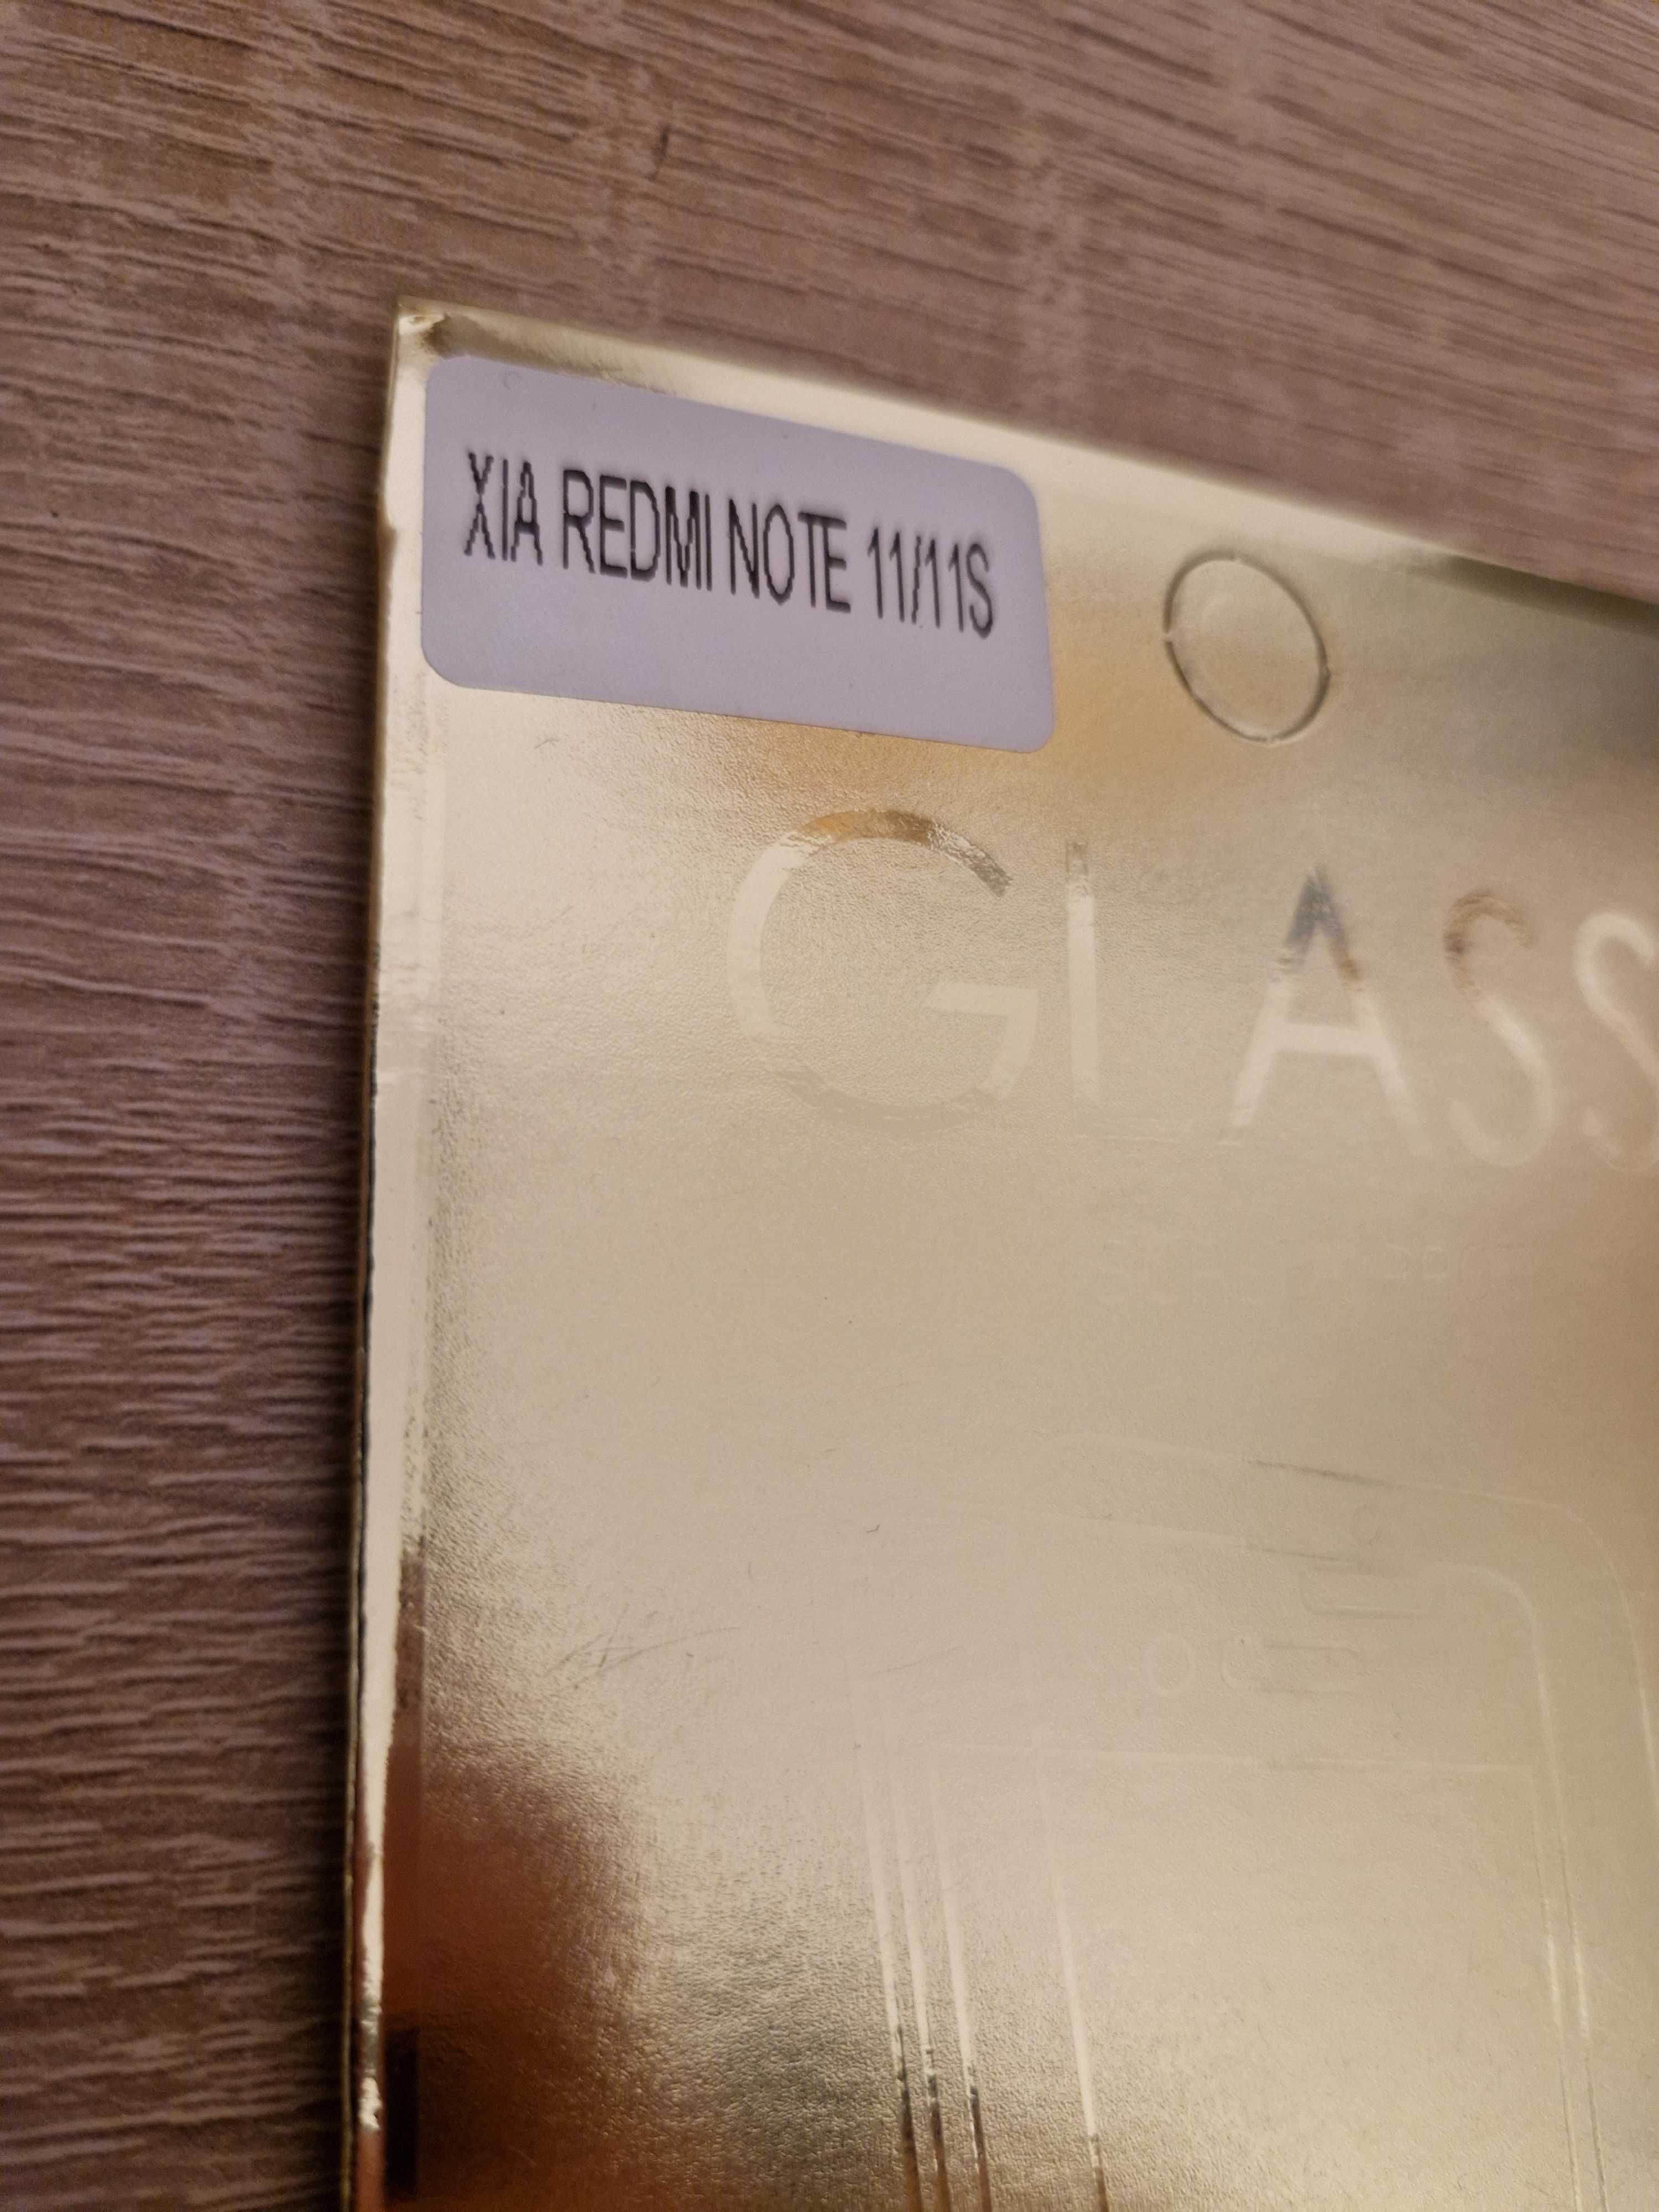 XIA REDMI NOTE 11/11S
GLASS